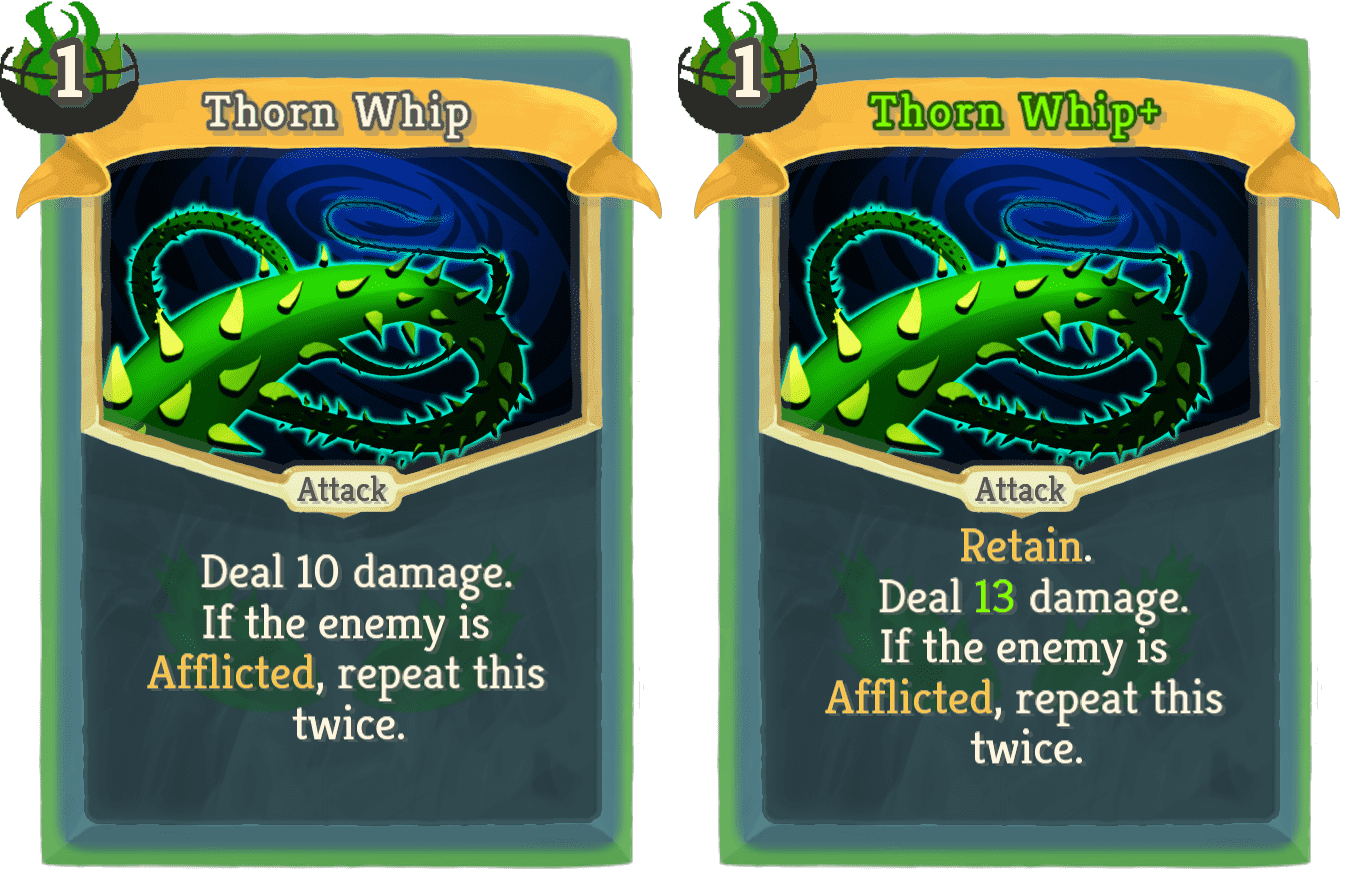 1
Thorn Whip
Attack
Deal 10 damage.
If the enemy is
Afflicted, repeat this
twice.
1
Thorn Whip+
Attack
Retain.
Deal 13 damage.
If the enemy is
Afflicted, repeat this
twice.